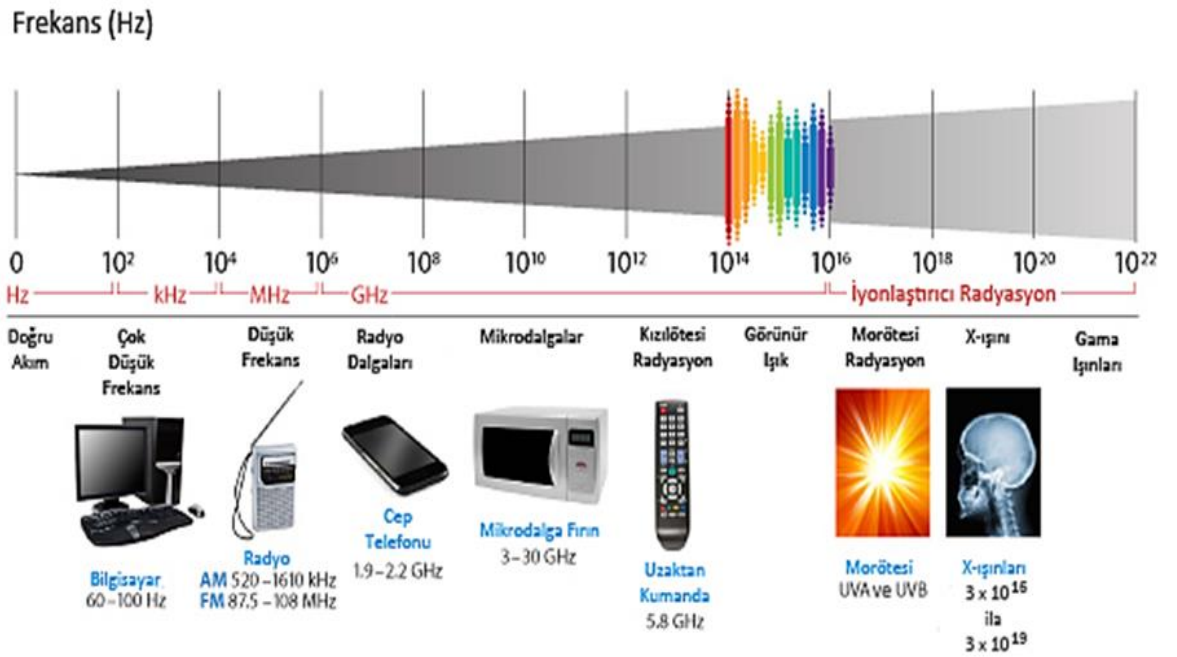 Frekans (Hz)
0 10² 10⁴ 10⁶ 10⁸ 10¹⁰ 10¹² 10¹⁴ 10¹⁶ 10¹⁸ 10²⁰ 10²²
Hz kHz MHz GHz İyonlaştırıcı Radyasyon
Doğru
Akım
Çok
Düşük
Frekans
Düşük
Frekans
Radyo
Dalgaları
Mikrodalgalar
Kızılötesi
Radyasyon
Görünür
Işık
Morötesi
Radyasyon
X-ışını
Gama
Işınları
Bilgisayar
60–100 Hz
Radyo
AM 520–1610 kHz
FM 87.5–108 MHz
Cep
Telefonu
1.9–2.2 GHz
Mikrodalga Fırın
3–30 GHz
Uzaktan
Kumanda
5.8 GHz
Morötesi
UVA ve UVB
X-ışınları
3 x 10¹⁶
ila
3 x 10¹⁹